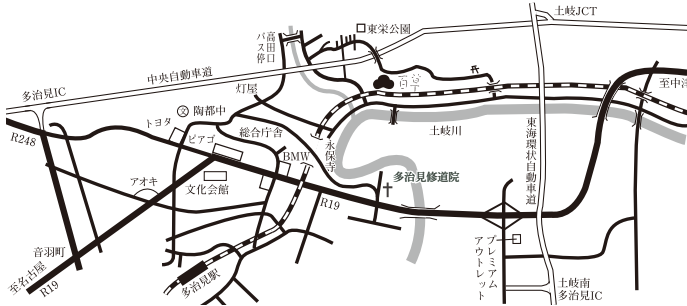 土岐JCT
東栄公園
高田口
バス停
中央自動車道
至中津
多治見IC
灯屋
文
陶都中
トヨタ
ピアゴ
総合庁舎
永保寺
土岐川
東海環状自動車道
R248
BMW
多治見修道院
アオキ
文化会館
R19
音羽町
至名古屋
R19
多治見駅
プレミアム
アウトレット
土岐南
多治見IC